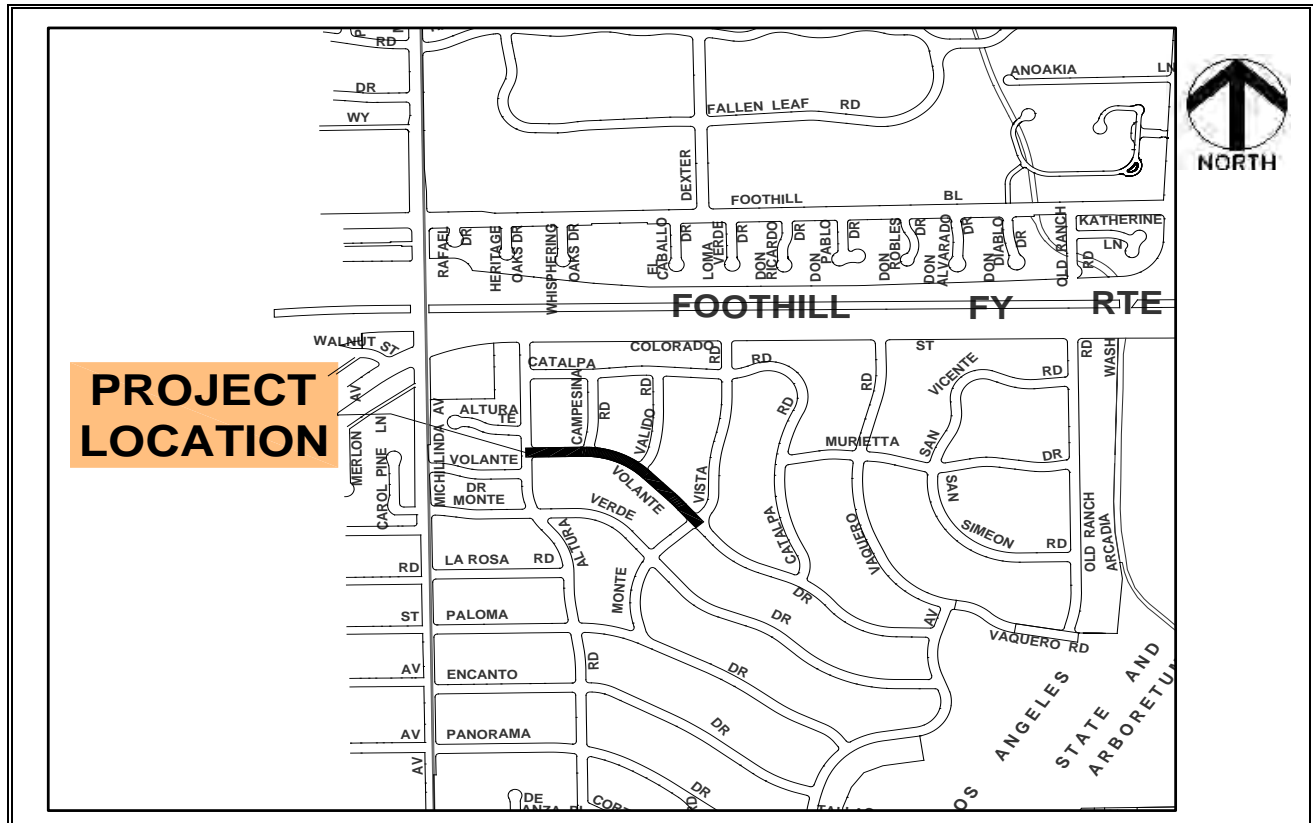 RD
DR
WY
ANOAKIA LN
FALLEN LEAF RD
NORTH
DEXTER
FOOTHILL BL
RAFAEL
DR
HERITAGE
OAKS DR
WHISPHERING
OAKS DR
EL
CABALLO
DR
LOMA
VERDE
DR
DON
RICARDO
DR
DON
PABLO
DR
DON
ROBLES
DR
DON
ALVARADO
DR
DON
DIABLO
DR
OLD RANCH
RD
KATHERINE
LN
FOOTHILL FY RTE
WALNUT ST
COLORADO ST
CATALPA RD
PROJECT
LOCATION
AV
MERLON
CAROL PINE LN
MICHILLINDA AV
ALTURA
TE
CAMPESINA
RD
VALIDO
RD
VISTA
RD
RD
RD
SAN VICENTE RD
RD
WASH
MURIETTA DR
VOLANTE
VOLANTE
DR
MONTE
VERDE
ALTURA
CATALPA
VAQUERO
SAN
SIMEON RD
OLD RANCH
ARCADIA
RD
LA ROSA RD
MONTE
DR
DR
AV
VAQUERO RD
ST
PALOMA
AV
ENCANTO
RD
DR
DR
AV
PANORAMA
AV
DR
RD
DE
ANGELES
STATE AND
ARBORETUM
OS